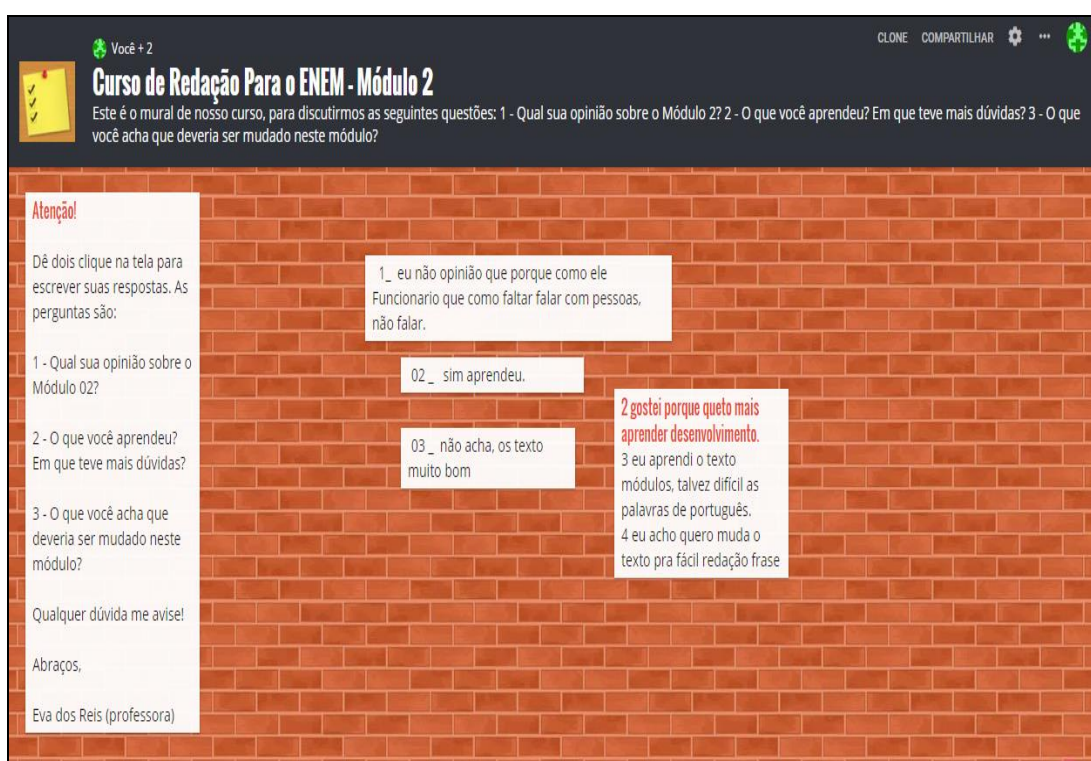 Você + 2
CLONE COMPARTILHAR
Curso de Redação Para o ENEM - Módulo 2
Este é o mural de nosso curso, para discutirmos as seguintes questões: 1 - Qual sua opinião sobre o Módulo 2? 2 - O que você aprendeu? Em que teve mais dúvidas? 3 - O que
você acha que deveria ser mudado neste módulo?
Atenção!
Dê dois clique na tela para
escrever suas respostas. As
perguntas são:
1 - Qual sua opinião sobre o
Módulo 02?
2 - O que você aprendeu?
Em que teve mais dúvidas?
3 - O que você acha que
deveria ser mudado neste
módulo?
Qualquer dúvida me avise!
Abraços,
Eva dos Reis (professora)
1_ eu não opinião que porque como ele
Funcionario que como faltar falar com pessoas,
não falar.
02 _ sim aprendeu.
03 _ não acha, os texto
muito bom
2 gostei porque queto mais
aprender desenvolvimento.
3 eu aprendi o texto
módulos, talvez difícil as
palavras de português.
4 eu acho quero muda o
texto pra fácil redação frase